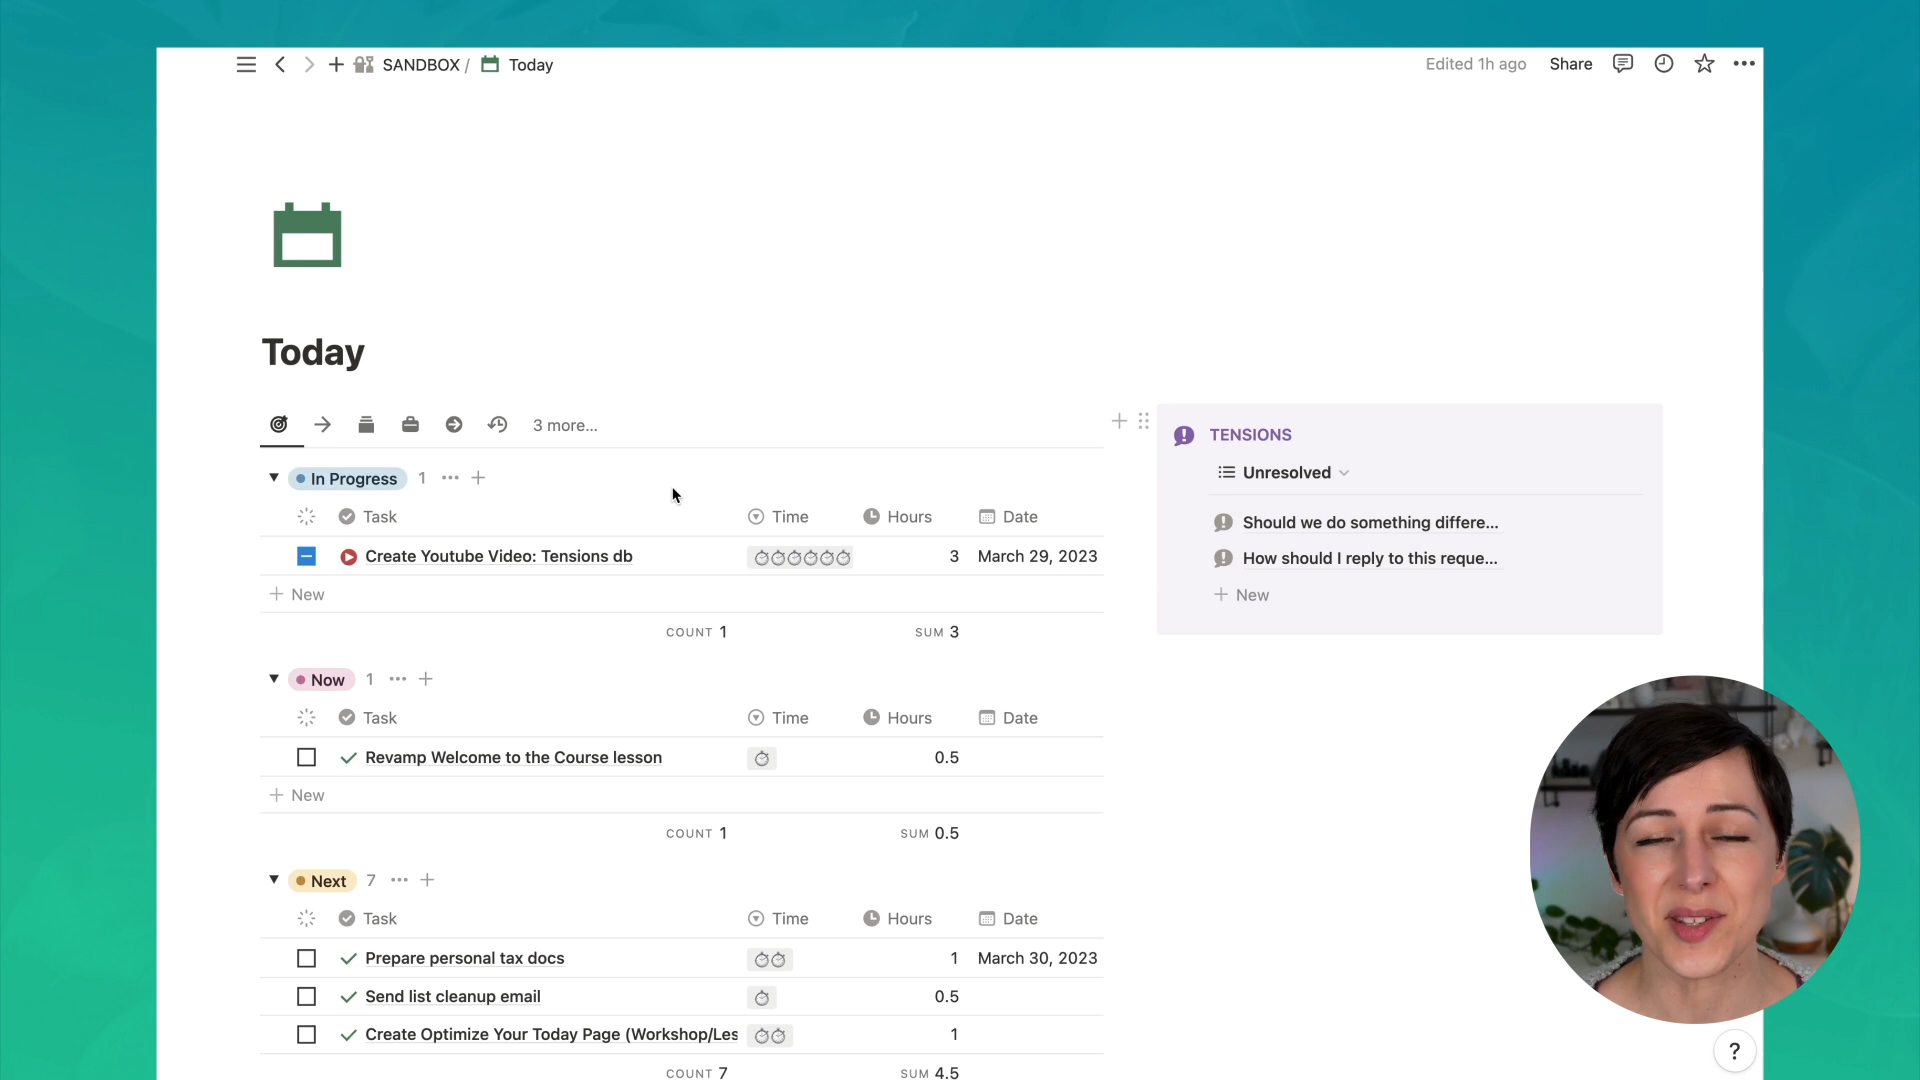 SANDBOX / Today
Edited 1h ago Share
Today
3 more...
In Progress 1
Task Time Hours Date
Create Youtube Video: Tensions db 3 March 29, 2023
New
COUNT 1 SUM 3
Now 1
Task Time Hours Date
Revamp Welcome to the Course lesson 0.5
New
COUNT 1 SUM 0.5
Next 7
Task Time Hours Date
Prepare personal tax docs 1 March 30, 2023
Send list cleanup email 0.5
Create Optimize Your Today Page (Workshop/Les 1
COUNT 7 SUM 4.5
TENSIONS
Unresolved
Should we do something differe...
How should I reply to this reque...
New
?